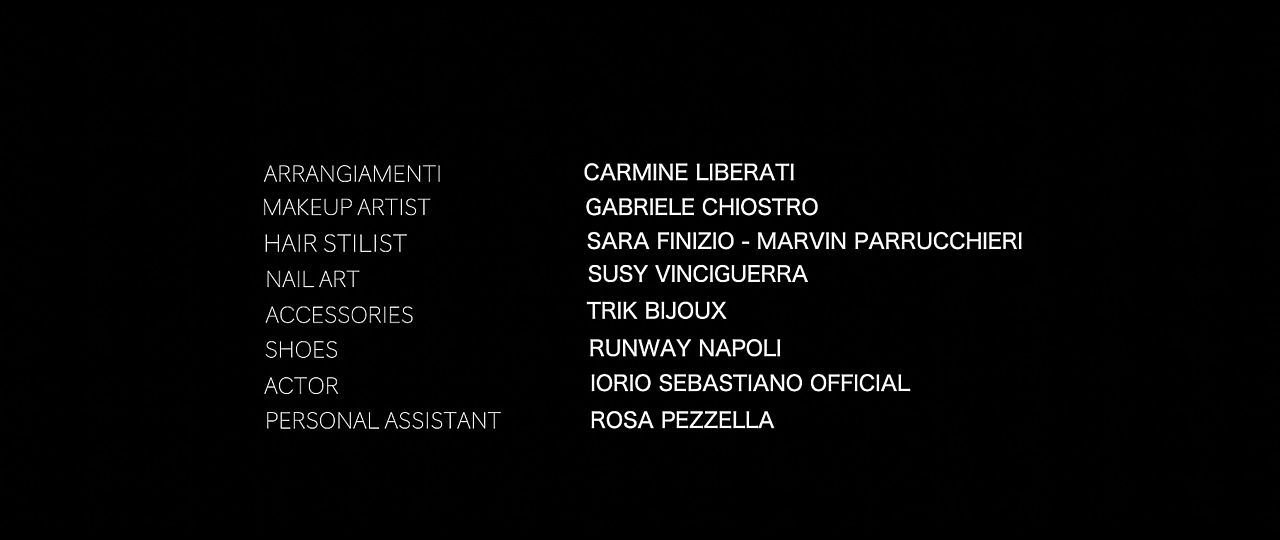 ARRANGIAMENTI CARMINE LIBERATI
MAKEUP ARTIST GABRIELE CHIOSTRO
HAIR STILIST SARA FINIZIO - MARVIN PARRUCCHIERI
NAIL ART SUSY VINCIGUERRA
ACCESSORIES TRIK BIJOUX
SHOES RUNWAY NAPOLI
ACTOR IORIO SEBASTIANO OFFICIAL
PERSONAL ASSISTANT ROSA PEZZELLA